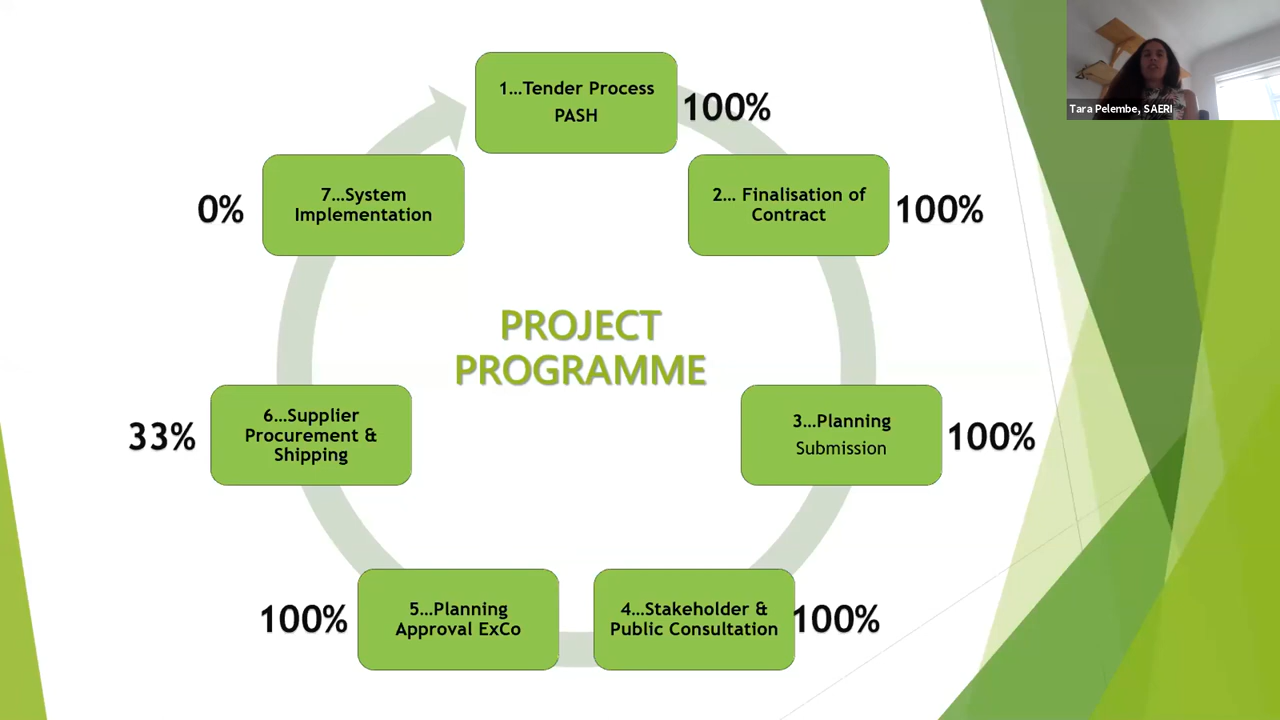 1...Tender Process
PASH
100%
2... Finalisation of
Contract
100%
3...Planning
Submission
100%
4...Stakeholder &
Public Consultation
100%
5...Planning
Approval ExCo
100%
6...Supplier
Procurement &
Shipping
33%
7...System
Implementation
0%
PROJECT
PROGRAMME
Tara Pelembe, SAERI